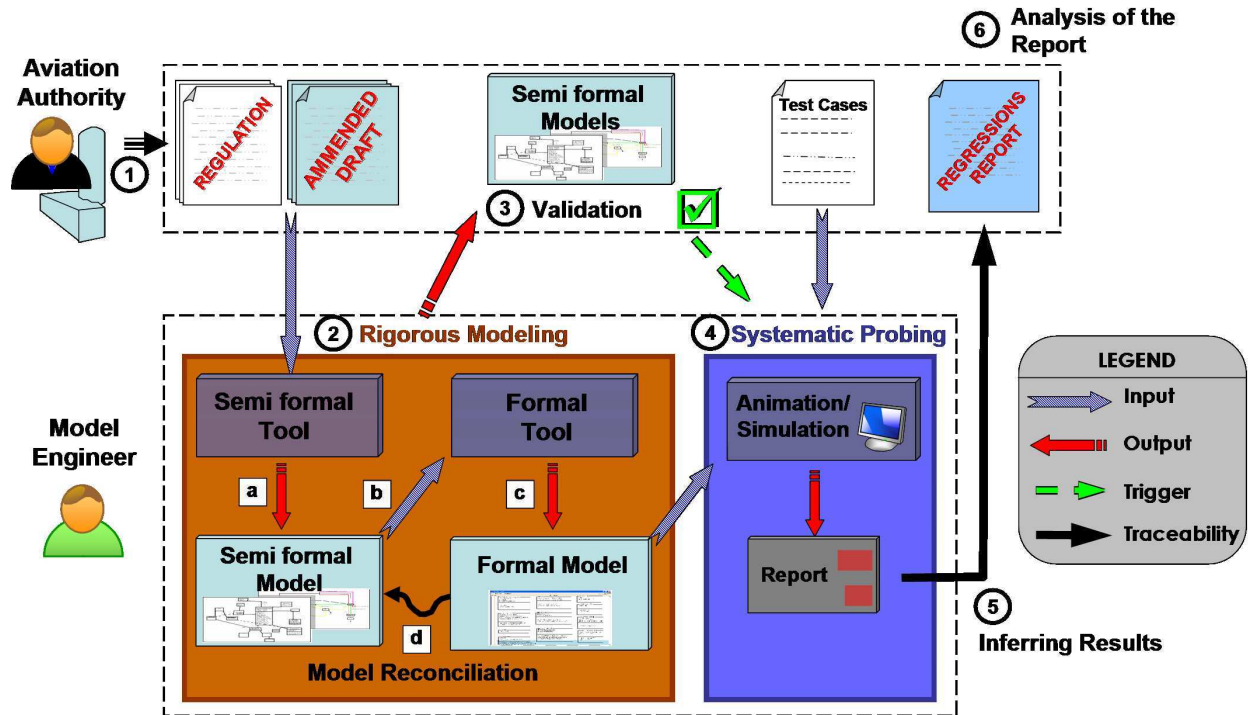 6
Analysis of the
Report
Aviation
Authority
1
REGULATION
AMMENDED
DRAFT
Semi formal
Models
Test Cases
REGRESSIONS
REPORT
3
Validation
2
Rigorous Modeling
4
Systematic Probing
Semi formal
Tool
Formal
Tool
Animation/
Simulation
Model
Engineer
a
b
c
Semi formal
Model
Formal Model
d
Model Reconciliation
Report
5
Inferring Results
LEGEND
Input
Output
Trigger
Traceability